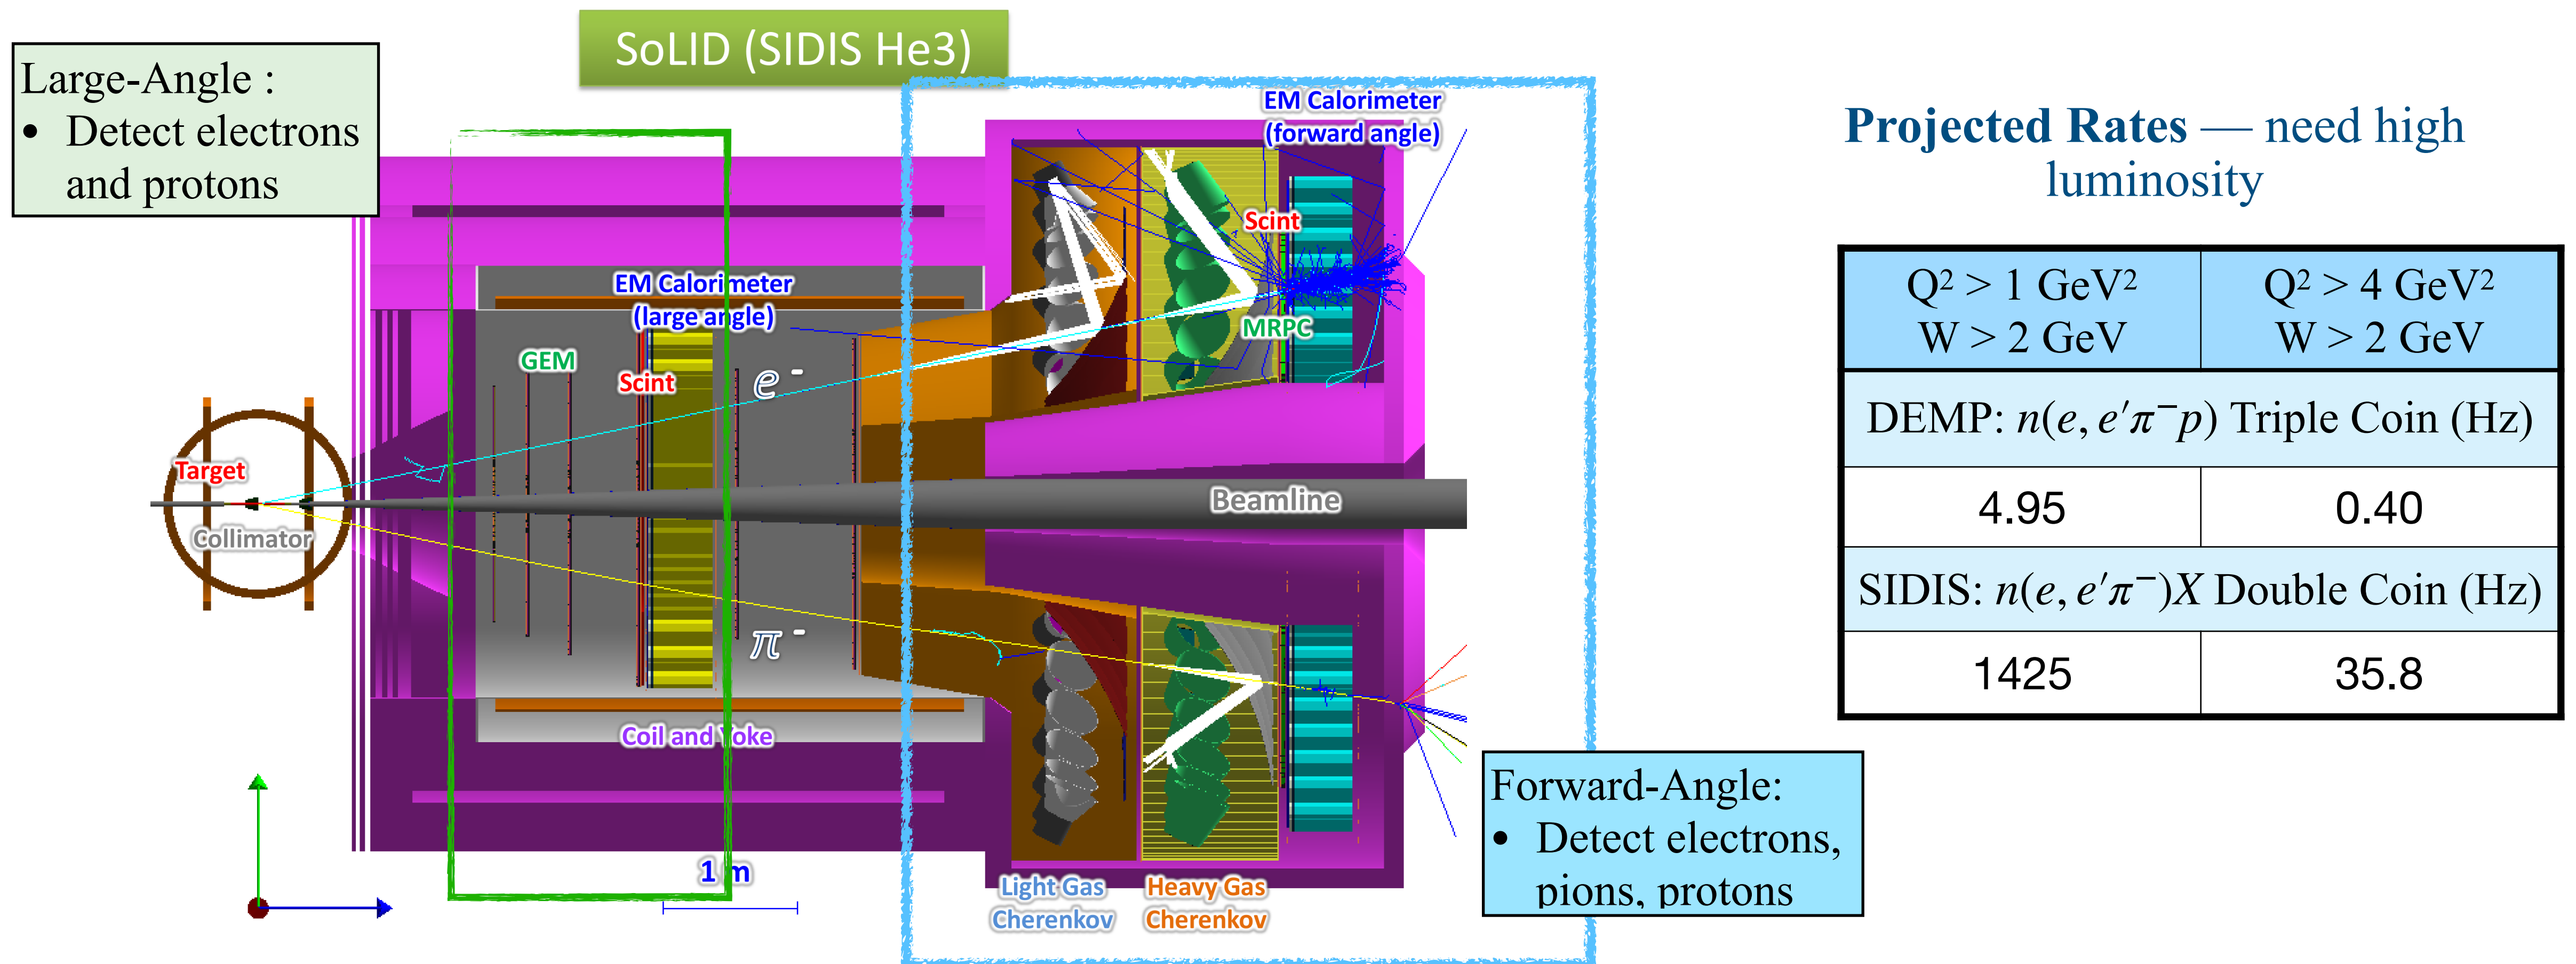 SoLID (SIDIS He3)
Large-Angle :
• Detect electrons
and protons
EM Calorimeter
(forward angle)
Scint
MRPC
EM Calorimeter
(large angle)
GEM
Scint
e⁻
Target
Collimator
Beamline
π⁻
Coil and Yoke
1 m
Light Gas
Cherenkov
Heavy Gas
Cherenkov
Forward-Angle:
• Detect electrons,
pions, protons
Projected Rates — need high
luminosity
Q² > 1 GeV² Q² > 4 GeV²
W > 2 GeV W > 2 GeV
DEMP: n(e, e′π⁻p) Triple Coin (Hz)
4.95 0.40
SIDIS: n(e, e′π⁻)X Double Coin (Hz)
1425 35.8